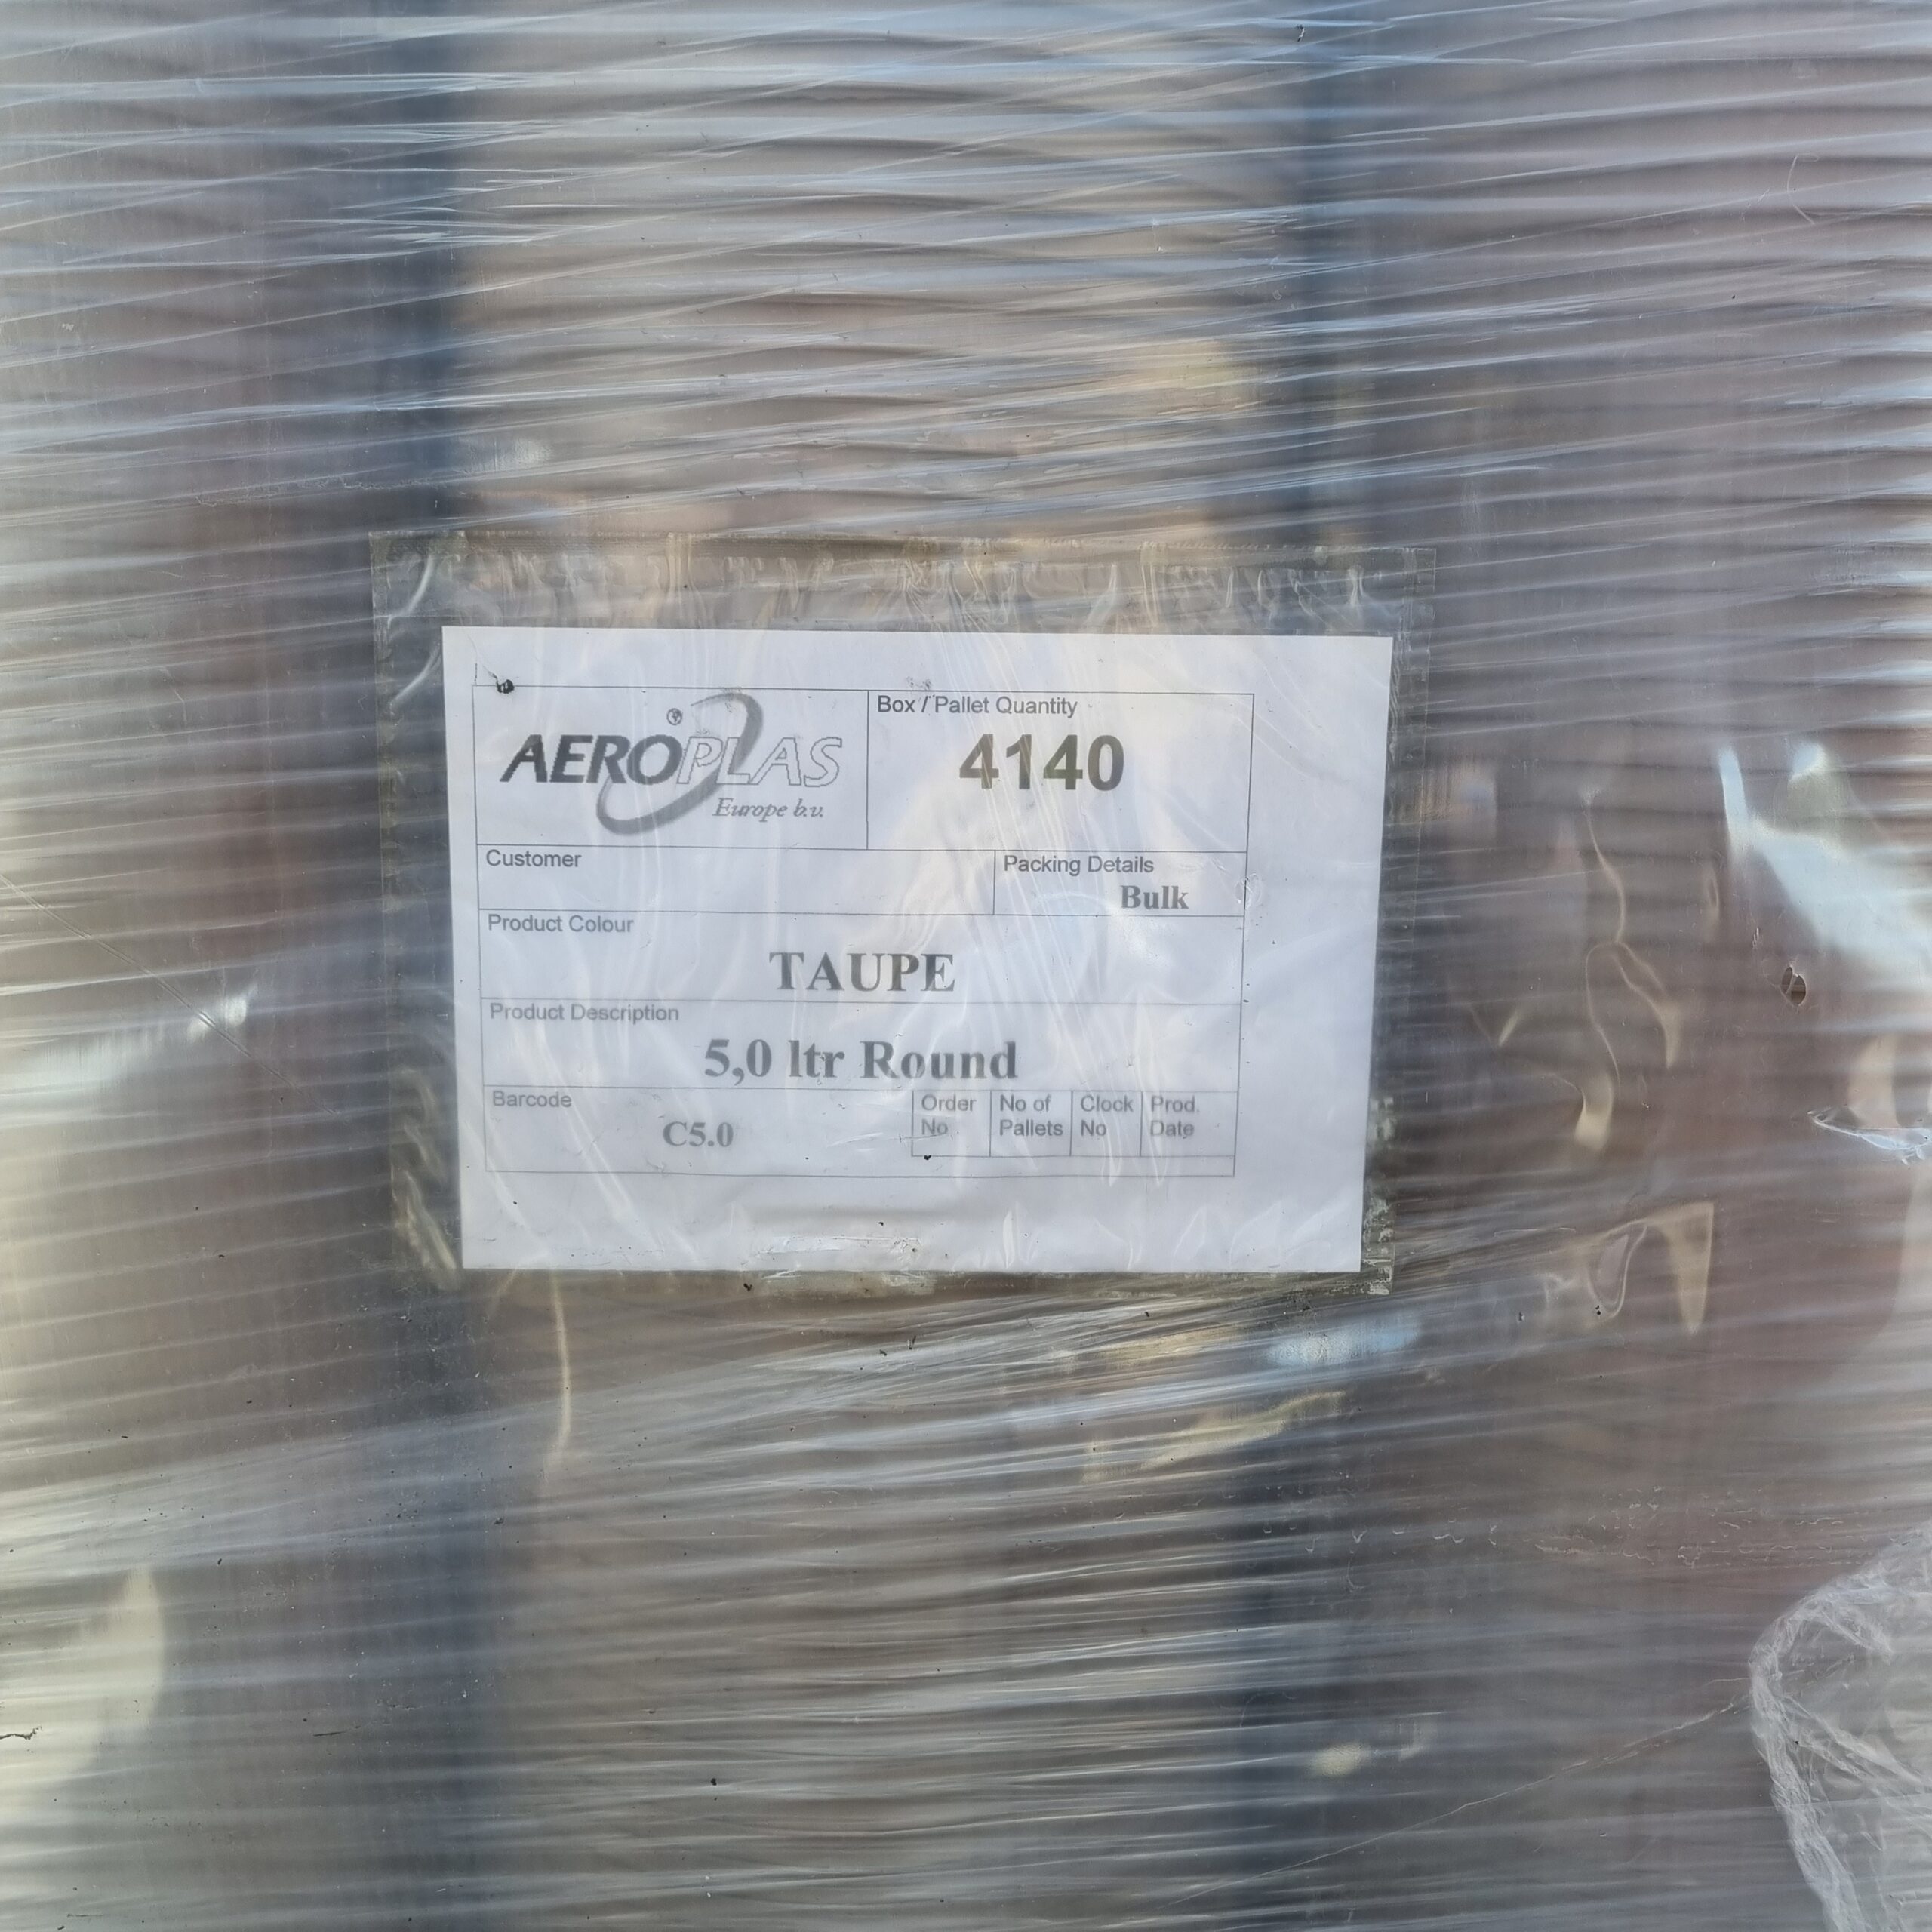 AEROPLAS
Europe b.v.
Box / Pallet Quantity
4140
Customer
Packing Details
Bulk
Product Colour
TAUPE
Product Description
5,0 ltr Round
Barcode
C5.0
Order No
No of Pallets
Clock No
Prod. Date